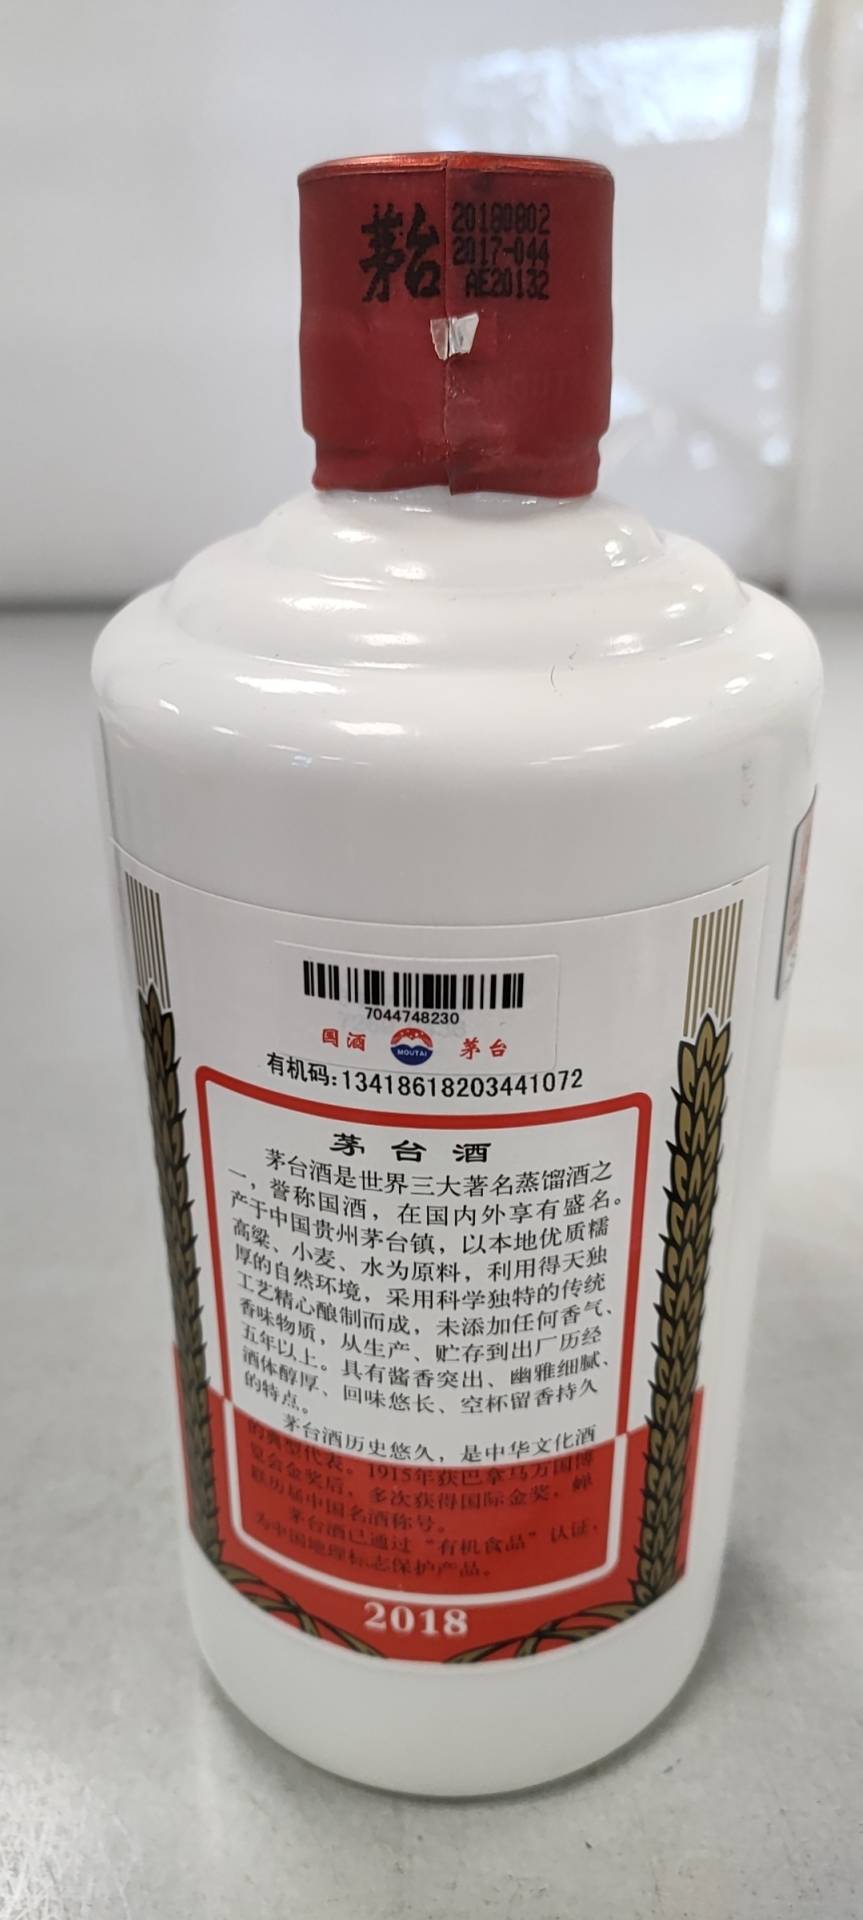 茅台
20180802
2017-044
AE20132
7044748230
国酒
MOUTAI
茅台
有机码:13418618203441072
茅台酒
茅台酒是世界三大著名蒸馏酒之
一，誉称国酒，在国内外享有盛名。
产于中国贵州茅台镇，以本地优质糯
高粱、小麦、水为原料，利用得天独
厚的自然环境，采用科学独特的传统
工艺精心酿制而成，未添加任何香气、
香味物质，从生产、贮存到出厂历经
五年以上。具有酱香突出、幽雅细腻、
酒体醇厚、回味悠长、空杯留香持久
的特点。
茅台酒历史悠久，是中华文化酒
的典型代表。1915年获巴拿马万国博
览会金奖后，多次获得国际金奖，蝉
联历届中国名酒称号。
茅台酒已通过“有机食品”认证，
为中国地理标志保护产品。
2018